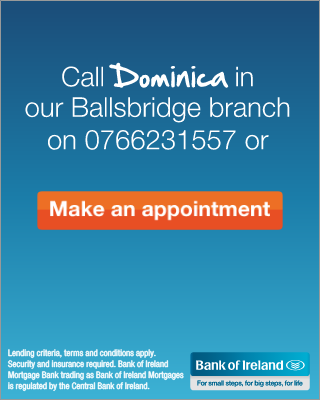 Call Dominica in
our Ballsbridge branch
on 0766231557 or
Make an appointment
Lending criteria, terms and conditions apply.
Security and insurance required. Bank of Ireland
Mortgage Bank trading as Bank of Ireland Mortgages
is regulated by the Central Bank of Ireland.
Bank of Ireland
For small steps, for big steps, for life